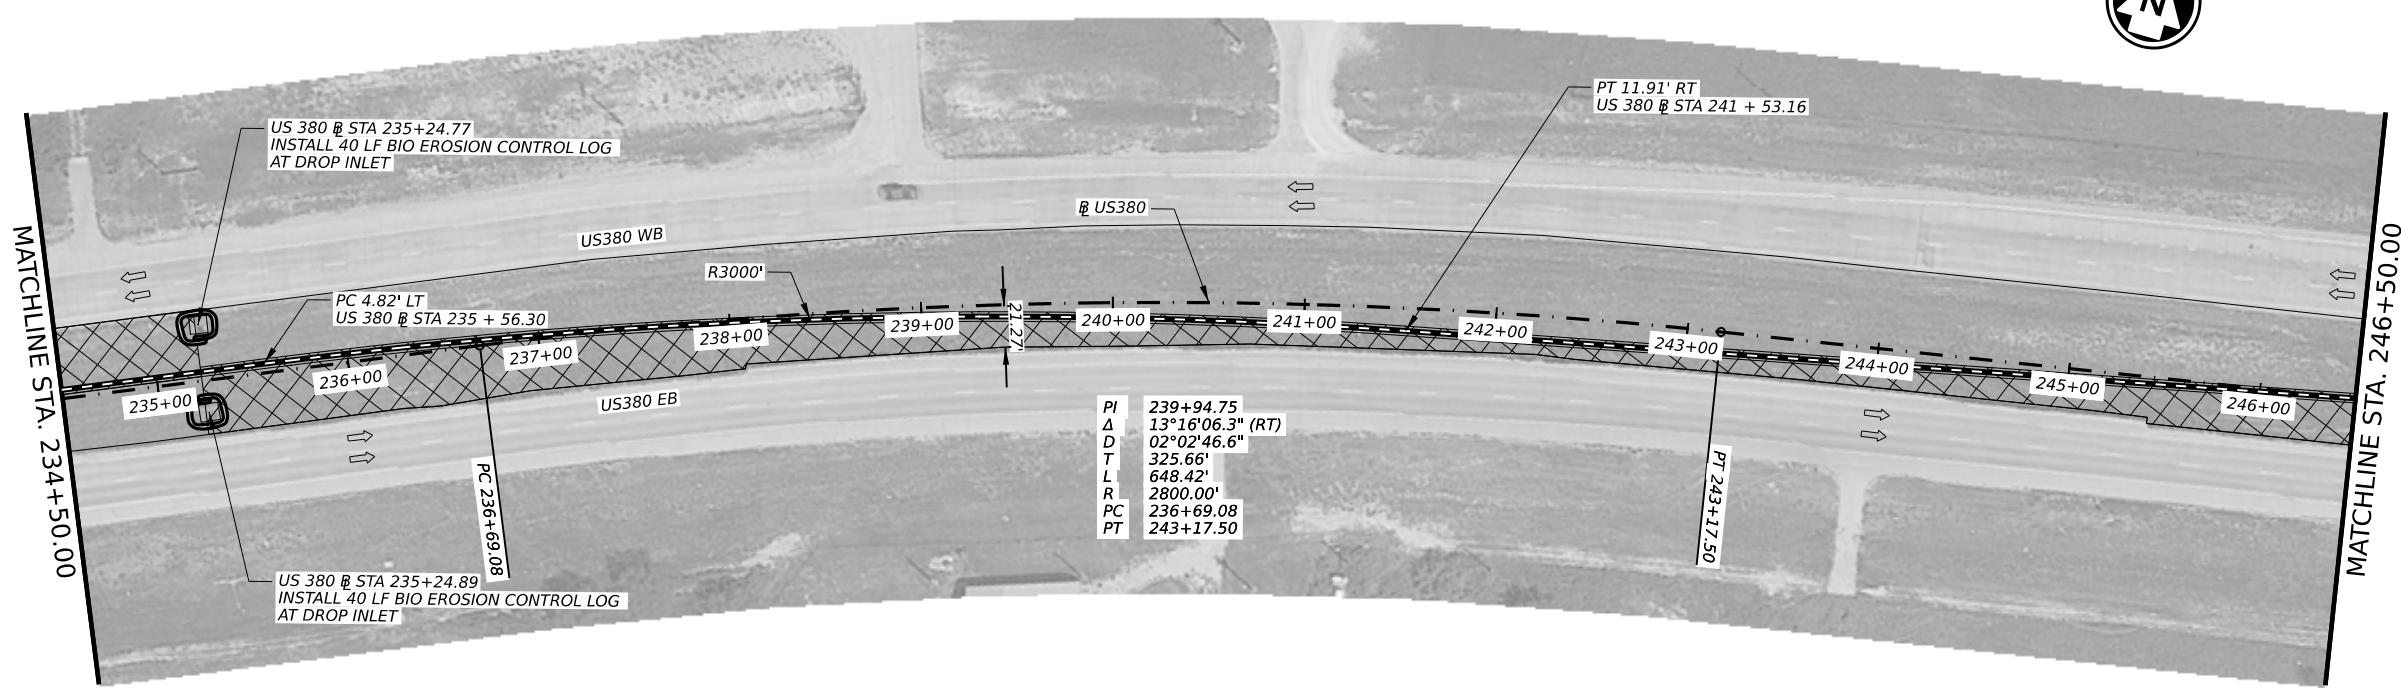 N
PT 11.91' RT
US 380 ℄ STA 241 + 53.16
US 380 ℄ STA 235+24.77
INSTALL 40 LF BIO EROSION CONTROL LOG
AT DROP INLET
℄ US380
US380 WB
R3000'
PC 4.82' LT
US 380 ℄ STA 235 + 56.30
21.27'
235+00
236+00
237+00
238+00
239+00
240+00
241+00
242+00
243+00
244+00
245+00
246+00
US380 EB
MATCHLINE STA. 234+50.00
MATCHLINE STA. 246+50.00
PC 236+69.08
PT 243+17.50
PI 239+94.75
Δ 13°16'06.3" (RT)
D 02°02'46.6"
T 325.66'
L 648.42'
R 2800.00'
PC 236+69.08
PT 243+17.50
US 380 ℄ STA 235+24.89
INSTALL 40 LF BIO EROSION CONTROL LOG
AT DROP INLET